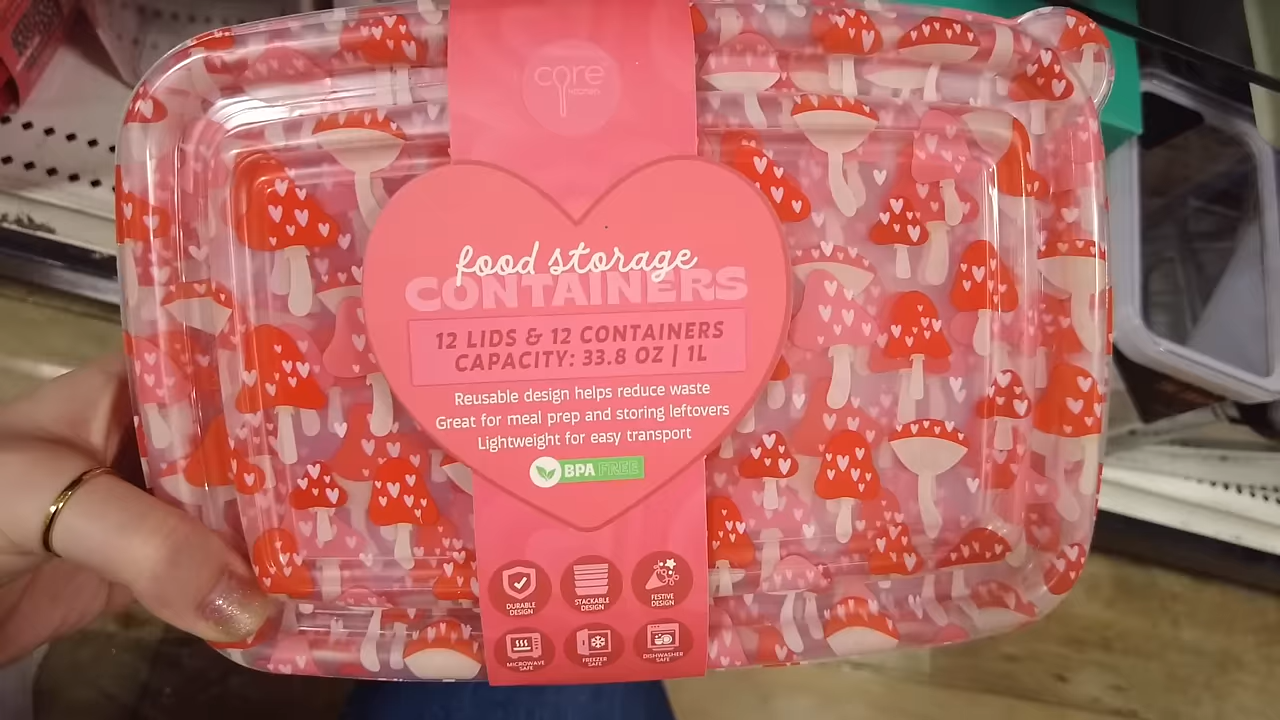 core
kitchen
food storage
CONTAINERS
12 LIDS & 12 CONTAINERS
CAPACITY: 33.8 OZ | 1L
Reusable design helps reduce waste
Great for meal prep and storing leftovers
Lightweight for easy transport
BPA FREE
DURABLE
DESIGN
STACKABLE
DESIGN
FESTIVE
DESIGN
MICROWAVE
SAFE
FREEZER
SAFE
DISHWASHER
SAFE